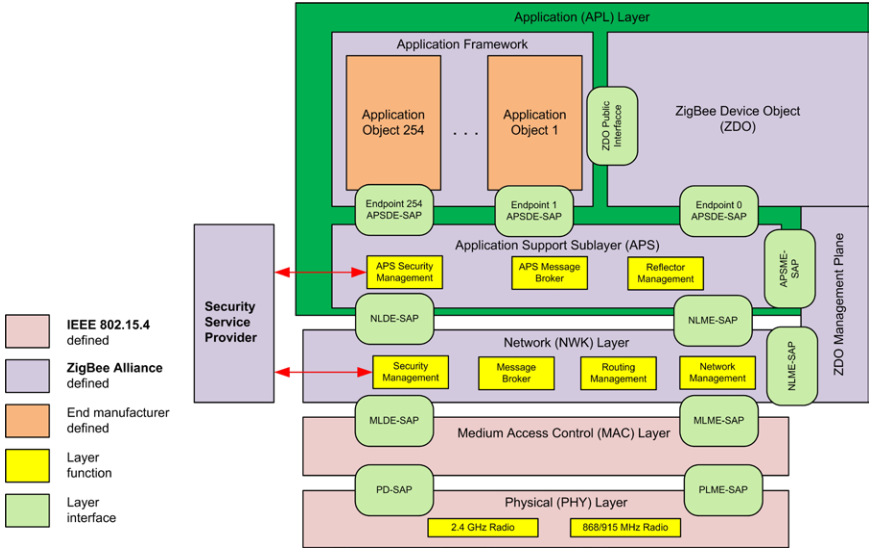 Application (APL) Layer
Application Framework
Application
Object 254
. . .
Application
Object 1
ZDO Public
Interfacce
ZigBee Device Object
(ZDO)
Endpoint 254
APSDE-SAP
Endpoint 1
APSDE-SAP
Endpoint 0
APSDE-SAP
Application Support Sublayer (APS)
APS Security
Management
APS Message
Broker
Reflector
Management
APSME-
SAP
ZDO Management Plane
Security
Service
Provider
NLDE-SAP
NLME-SAP
Network (NWK) Layer
Security
Management
Message
Broker
Routing
Management
Network
Management
NLME-SAP
MLDE-SAP
MLME-SAP
Medium Access Control (MAC) Layer
PD-SAP
PLME-SAP
Physical (PHY) Layer
2.4 GHz Radio
868/915 MHz Radio
IEEE 802.15.4
defined
ZigBee Alliance
defined
End manufacturer
defined
Layer
function
Layer
interface